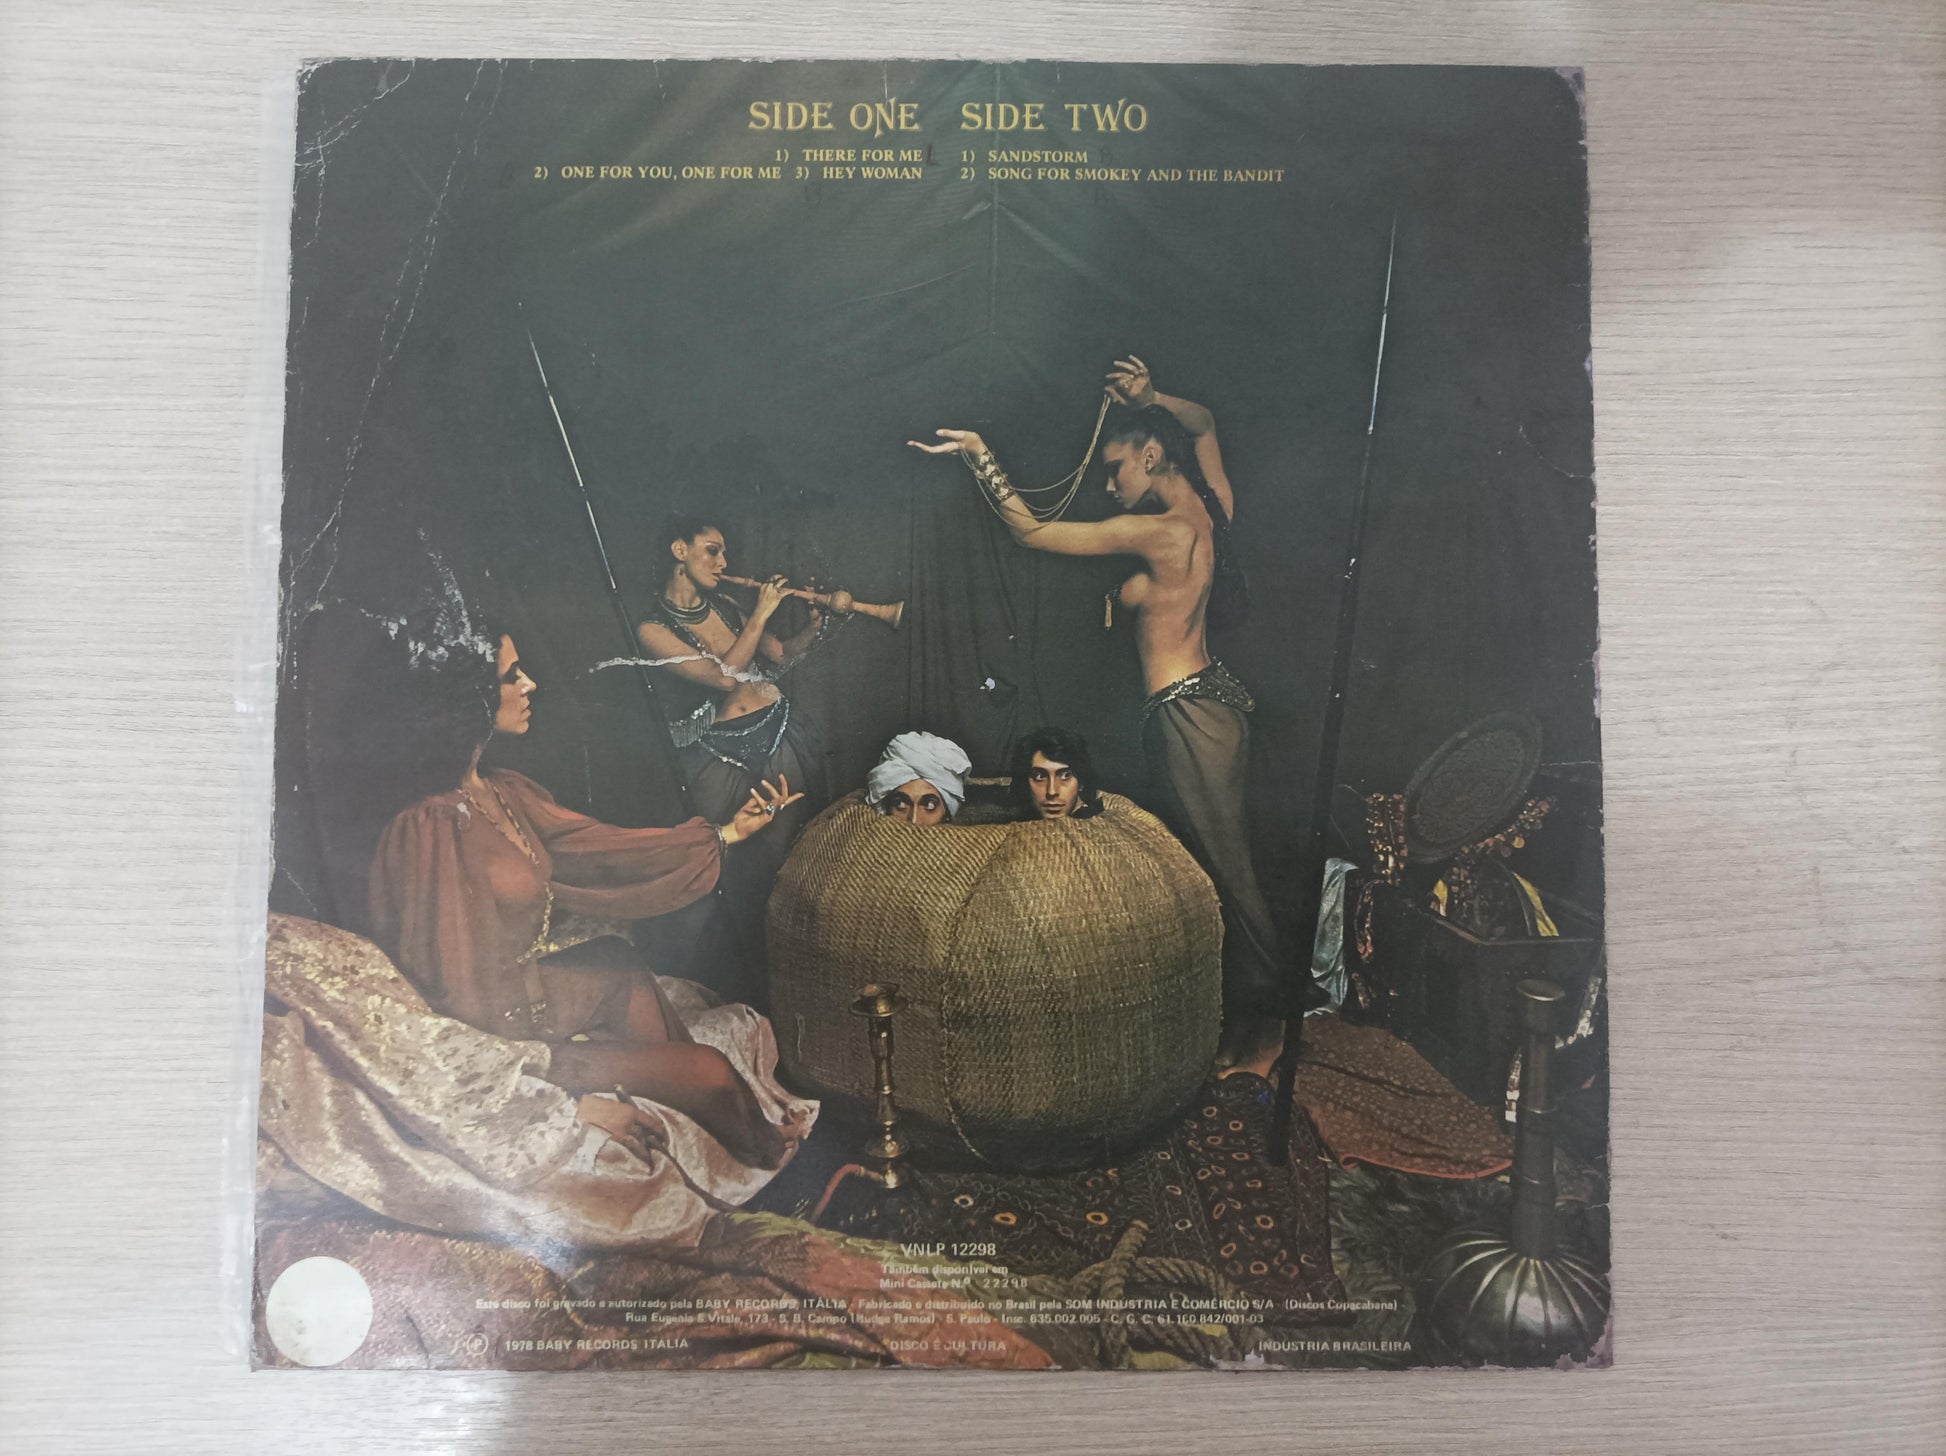 SIDE ONE
1) THERE FOR ME
2) ONE FOR YOU, ONE FOR ME 3) HEY WOMAN
SIDE TWO
1) SANDSTORM
2) SONG FOR SMOKEY AND THE BANDIT
VNLP 12298
Também disponível em
Mini Cassete N.º 22298
Este disco foi gravado e autorizado pela BABY RECORDS, ITÁLIA - Fabricado e distribuido no Brasil pela SOM INDUSTRIA E COMÉRCIO S/A - (Discos Copacabana) -
Rua Eugenia S. Vitale, 173 - S. B. Campo (Rudge Ramos) - S. Paulo - Insc. 635.002.005 - C. G. C. 61.160.842/001-03
Ⓟ 1978 BABY RECORDS ITALIA
DISCO É CULTURA
INDUSTRIA BRASILEIRA